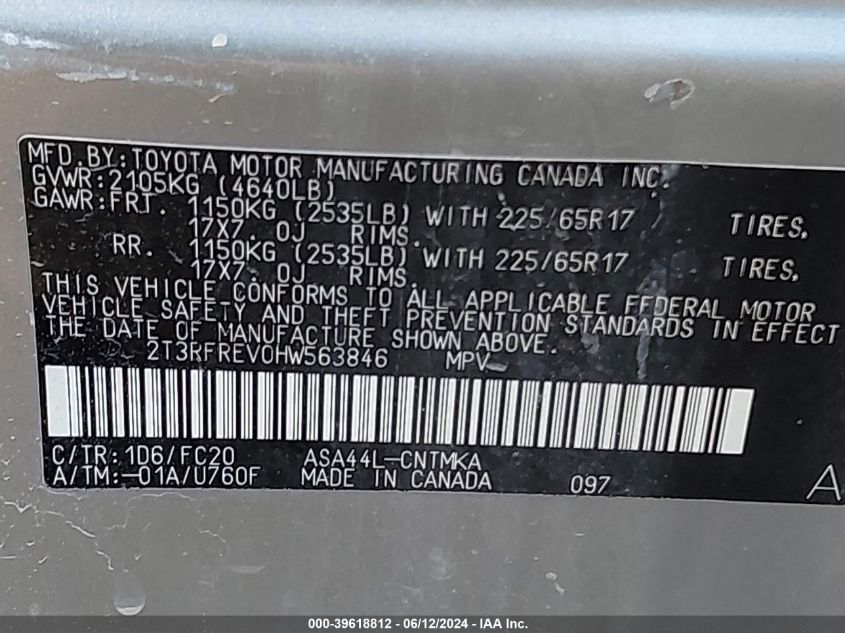 MFD.BY:TOYOTA MOTOR MANUFACTURING CANADA INC.
GVWR:2105KG (4640LB)
GAWR:FRT. 1150KG (2535LB) WITH 225/65R17 TIRES,
17X7 0J RIMS.
RR. 1150KG (2535LB) WITH 225/65R17 TIRES,
17X7 0J RIMS.
THIS VEHICLE CONFORMS TO ALL APPLICABLE FEDERAL MOTOR
VEHICLE SAFETY AND THEFT PREVENTION STANDARDS IN EFFECT
THE DATE OF MANUFACTURE SHOWN ABOVE.
2T3RFREV0HW563846 MPV
C/TR:1D6/FC20 ASA44L-CNTMKA
A/TM:-01A/U760F MADE IN CANADA 097 A
000-39618812 - 06/12/2024 - IAA Inc.